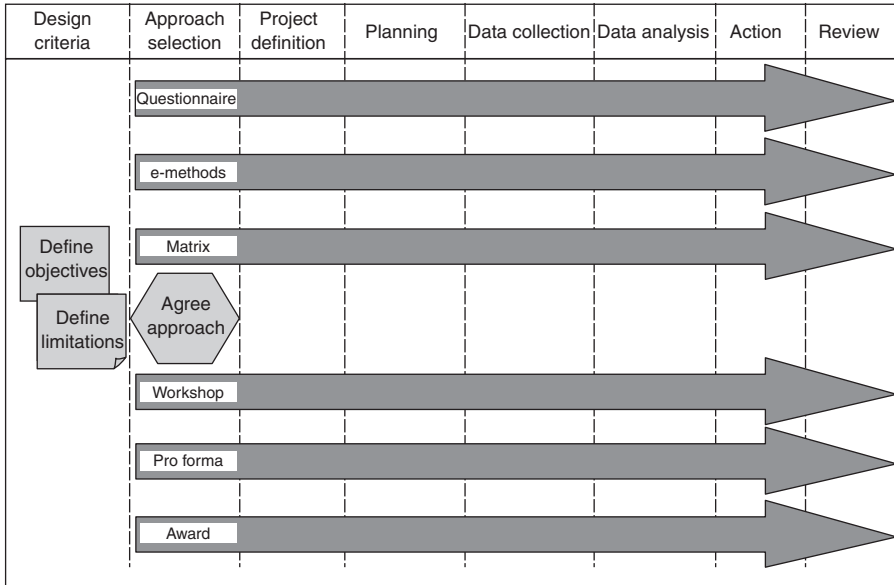 Design
criteria
Approach
selection
Project
definition
Planning
Data collection
Data analysis
Action
Review
Questionnaire
e-methods
Matrix
Define
objectives
Define
limitations
Agree
approach
Workshop
Pro forma
Award